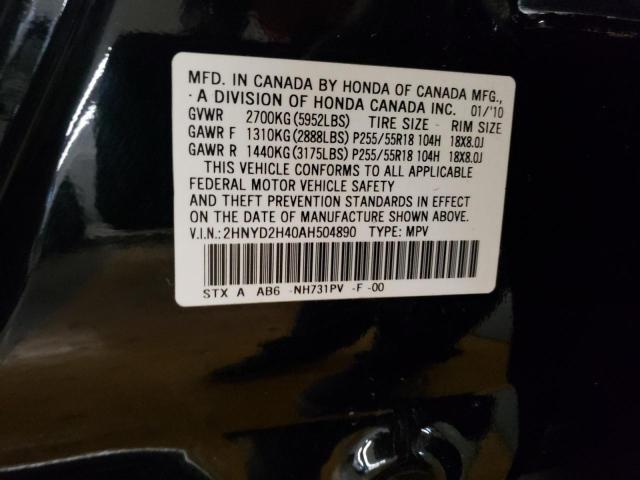 MFD. IN CANADA BY HONDA OF CANADA MFG.,
A DIVISION OF HONDA CANADA INC. 01/'10
GVWR 2700KG(5952LBS) TIRE SIZE RIM SIZE
GAWR F 1310KG(2888LBS) P255/55R18 104H 18X8.0J
GAWR R 1440KG(3175LBS) P255/55R18 104H 18X8.0J
THIS VEHICLE CONFORMS TO ALL APPLICABLE
FEDERAL MOTOR VEHICLE SAFETY
AND THEFT PREVENTION STANDARDS IN EFFECT
ON THE DATE OF MANUFACTURE SHOWN ABOVE.
V.I.N.: 2HNYD2H40AH504890 TYPE: MPV
STX A AB6 -NH731PV -F -00